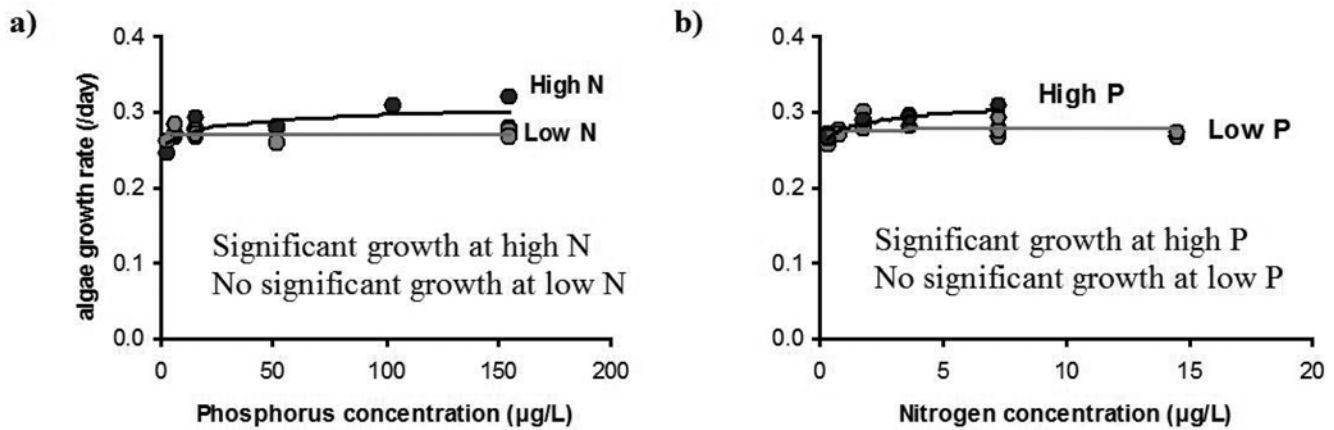 a)
0.4
0.3
0.2
0.1
0.0
algae growth rate (/day)
High N
Low N
Significant growth at high N
No significant growth at low N
0 50 100 150 200
Phosphorus concentration (µg/L)
b)
0.4
0.3
0.2
0.1
0.0
High P
Low P
Significant growth at high P
No significant growth at low P
0 5 10 15 20
Nitrogen concentration (µg/L)